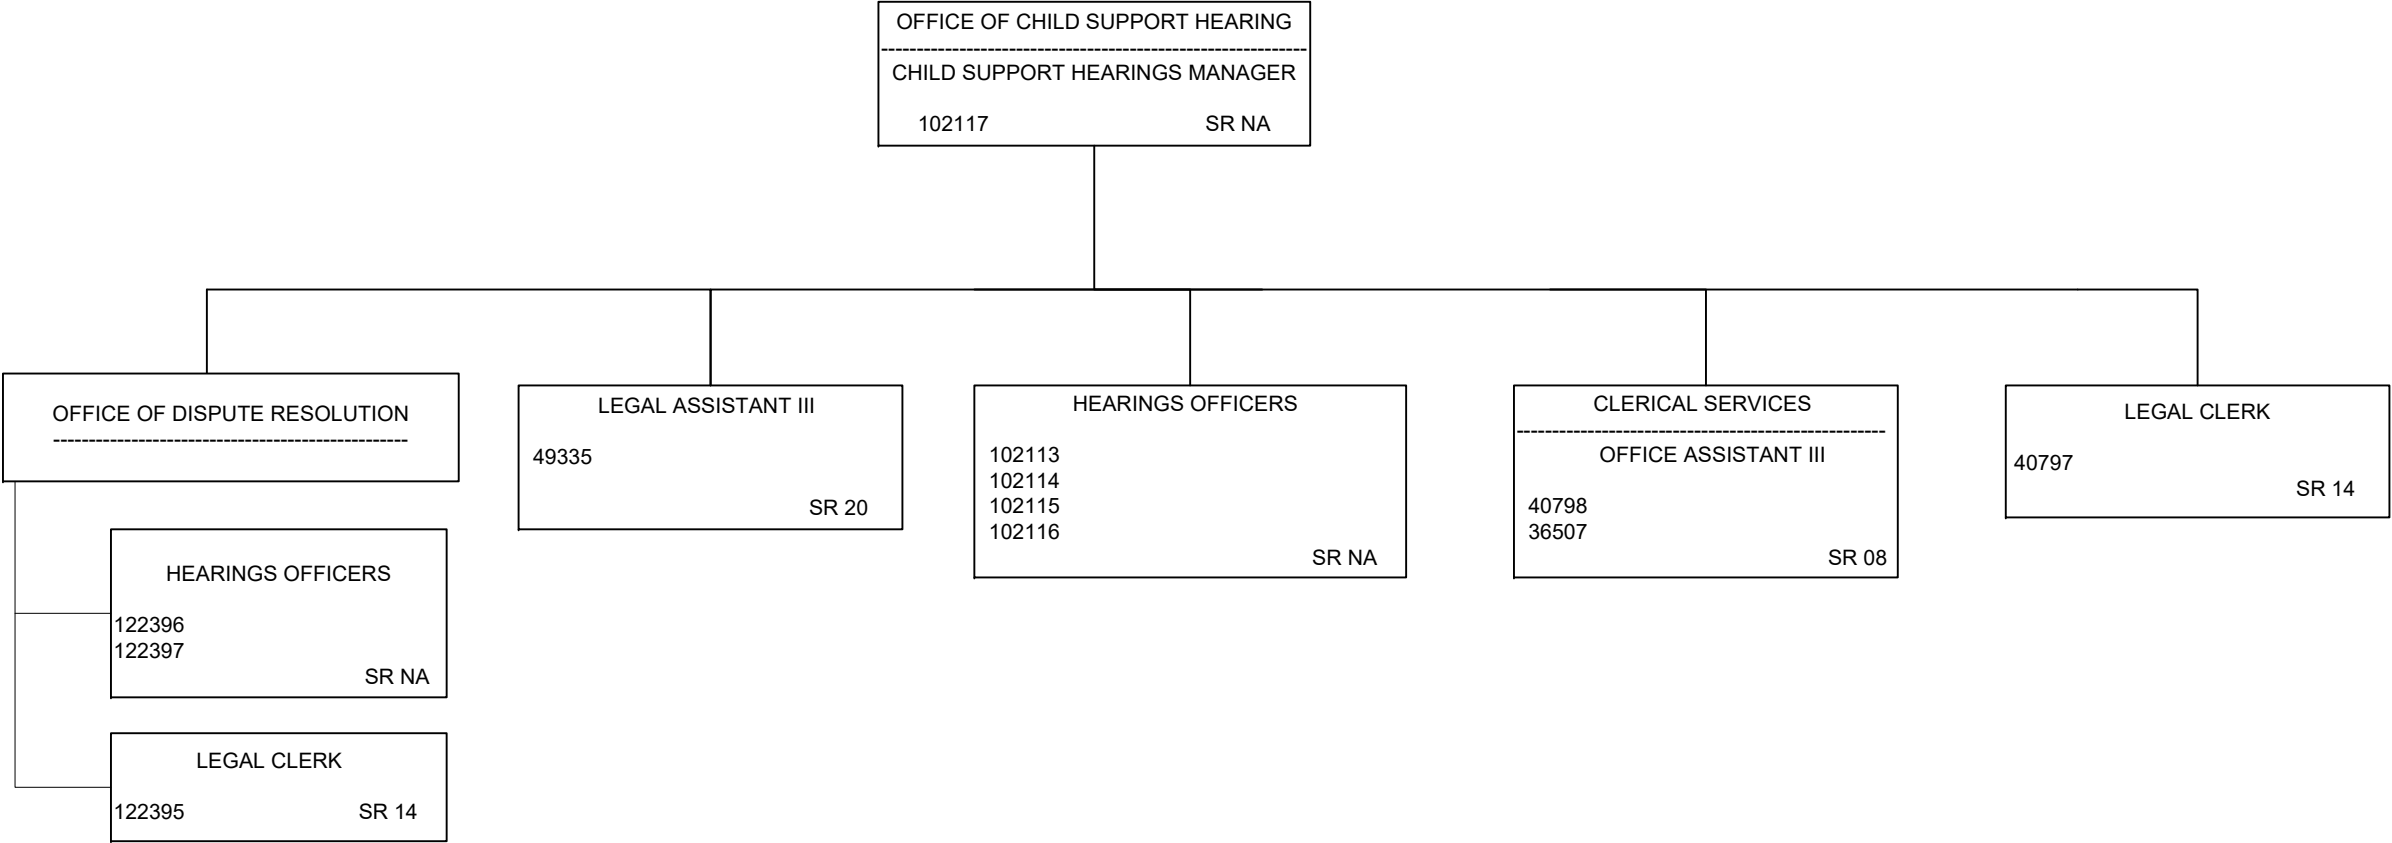 OFFICE OF CHILD SUPPORT HEARING
------------------------------------------------------------
CHILD SUPPORT HEARINGS MANAGER
102117 SR NA
OFFICE OF DISPUTE RESOLUTION
--------------------------------------------------
HEARINGS OFFICERS
122396
122397
SR NA
LEGAL CLERK
122395 SR 14
LEGAL ASSISTANT III
49335
SR 20
HEARINGS OFFICERS
102113
102114
102115
102116
SR NA
CLERICAL SERVICES
----------------------------------------------------
OFFICE ASSISTANT III
40798
36507
SR 08
LEGAL CLERK
40797
SR 14